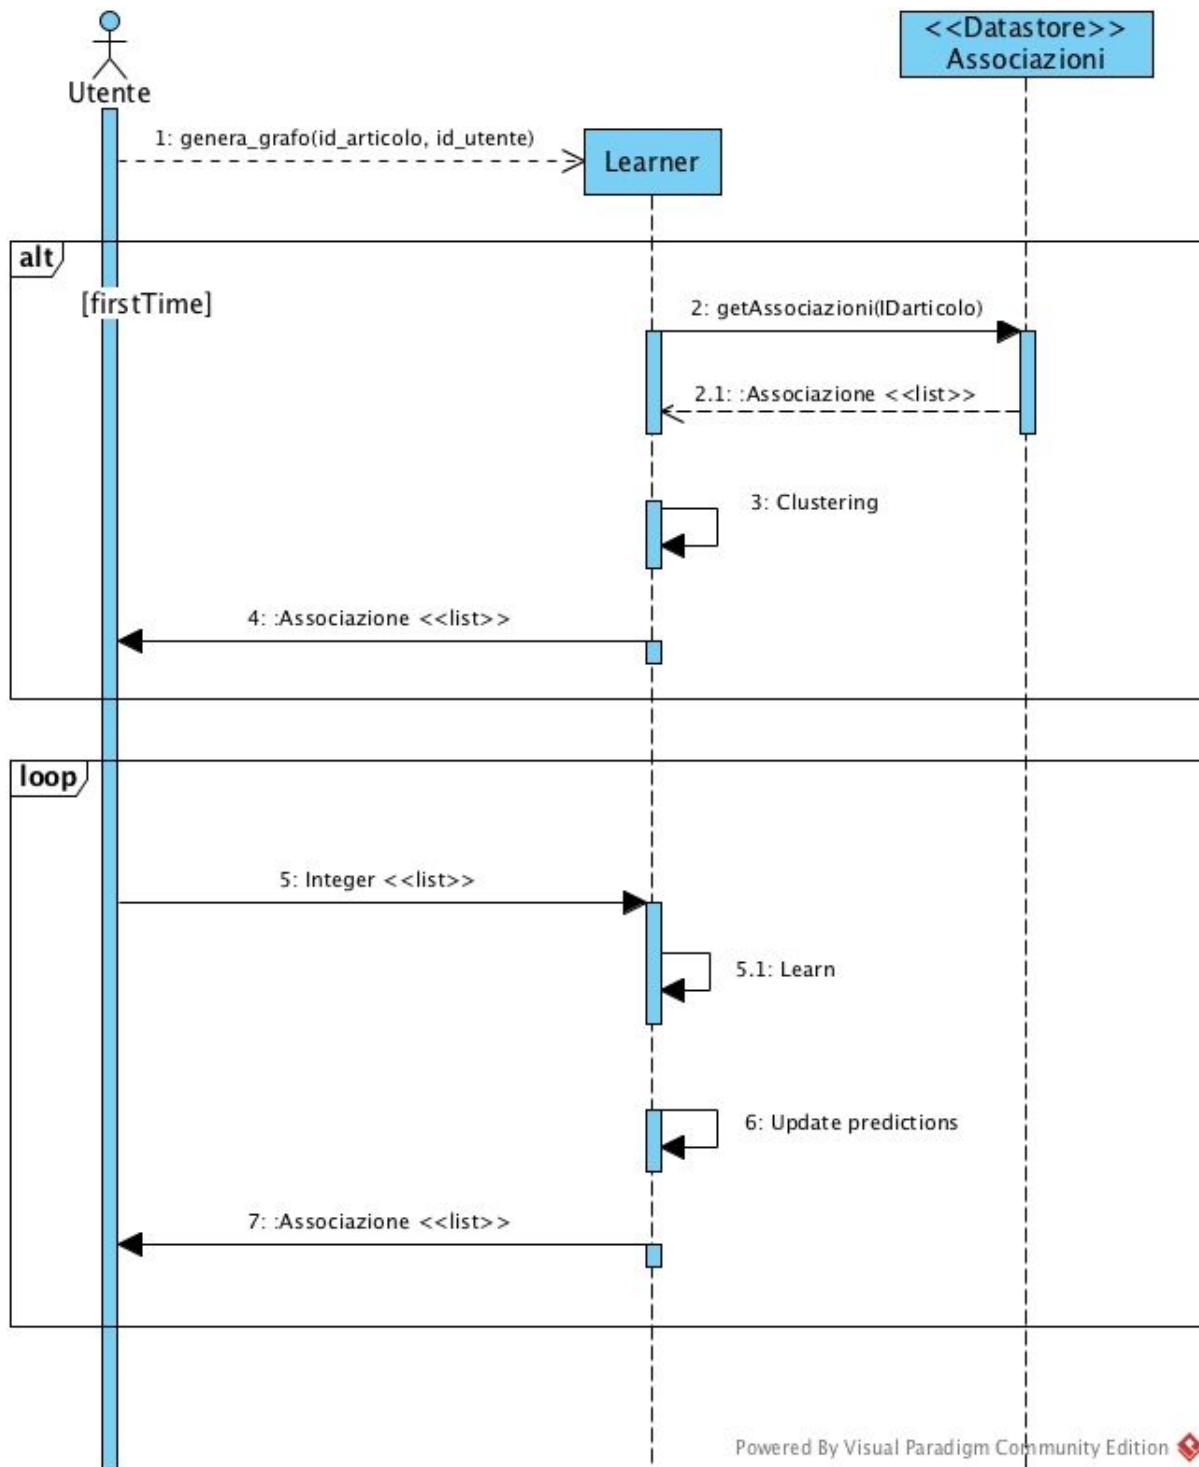 <<Datastore>>
Associazioni
Utente
1: genera_grafo(id_articolo, id_utente)
Learner
alt
[firstTime]
2: getAssociazioni(IDarticolo)
2.1: :Associazione <<list>>
3: Clustering
4: :Associazione <<list>>
loop
5: Integer <<list>>
5.1: Learn
6: Update predictions
7: :Associazione <<list>>
Powered By Visual Paradigm Community Edition